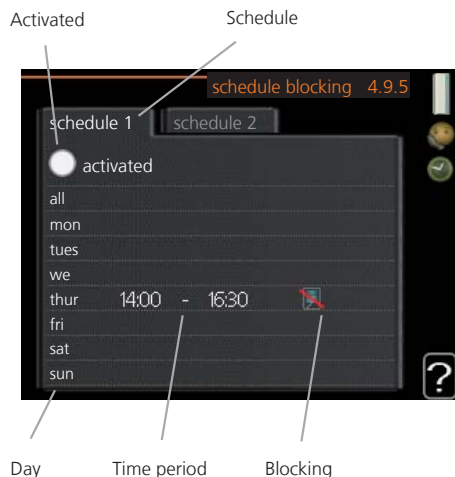 Activated Schedule
schedule blocking 4.9.5
schedule 1 schedule 2
activated
all
mon
tues
we
thur 14:00 - 16:30
fri
sat
sun
?
Day Time period Blocking